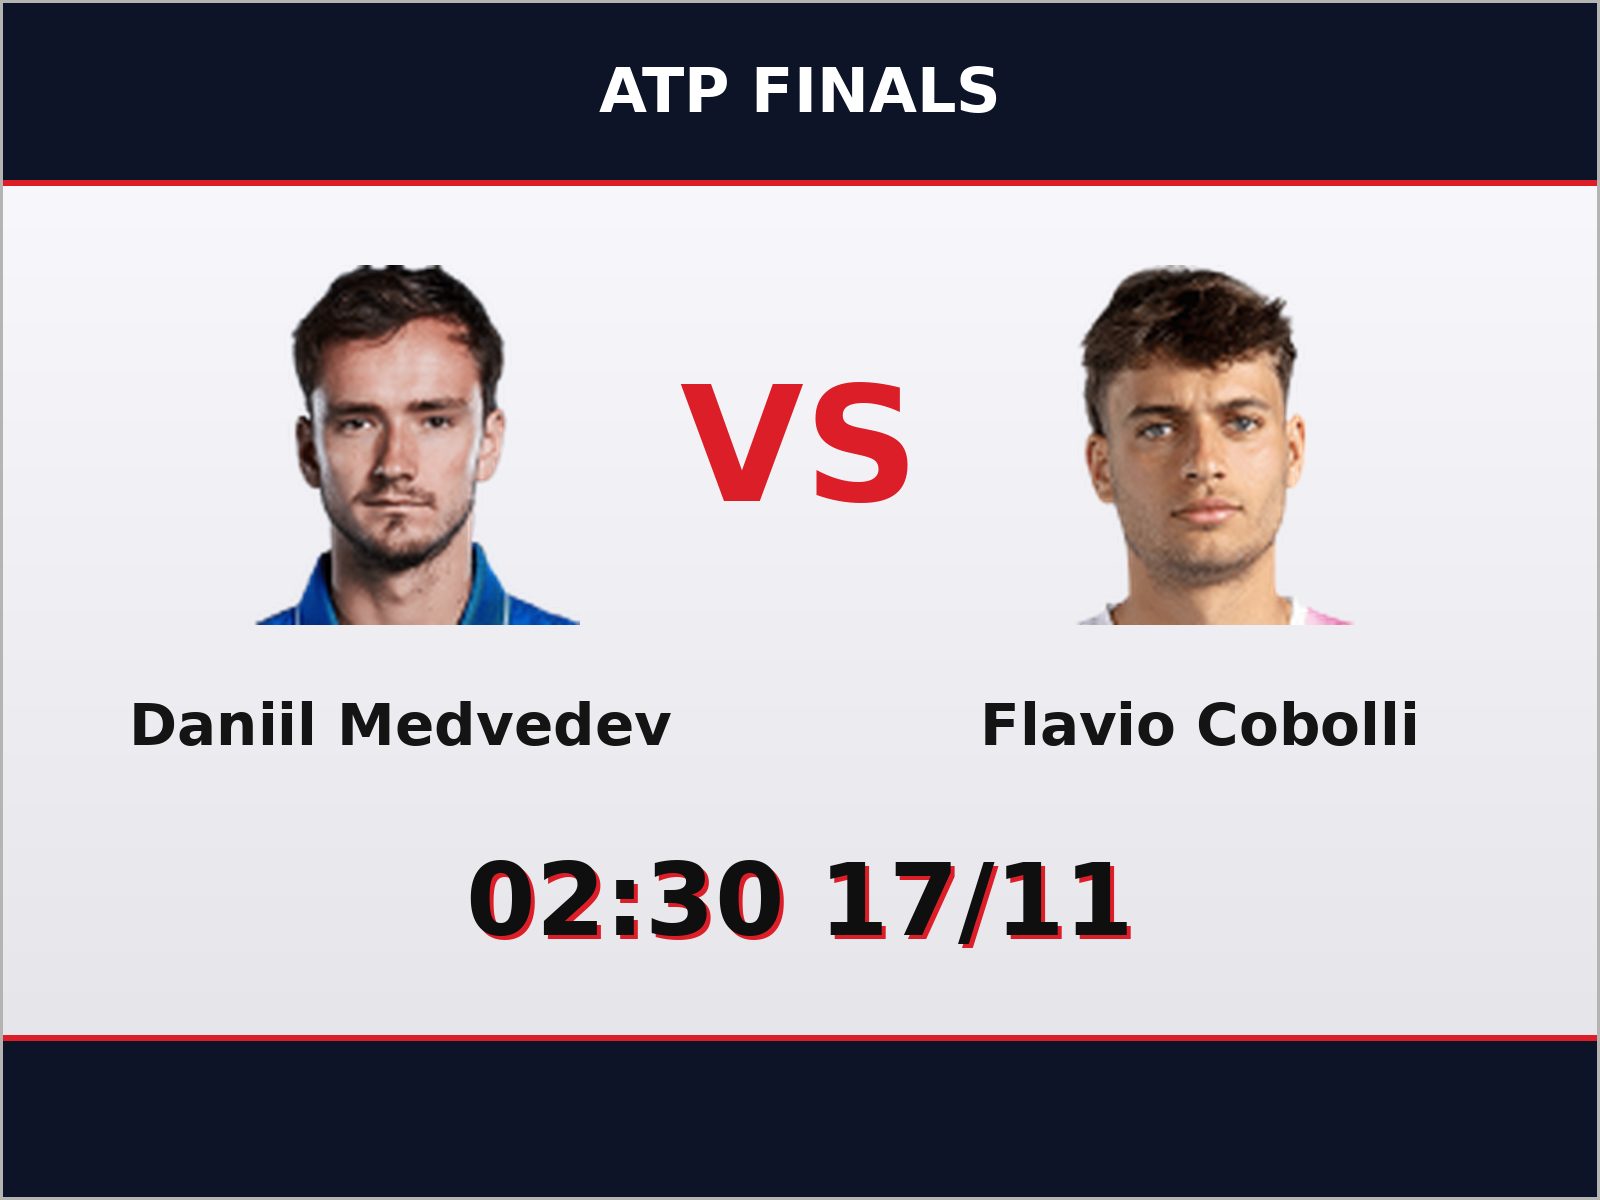 ATP FINALS
VS
Daniil Medvedev
Flavio Cobolli
02:30 17/11